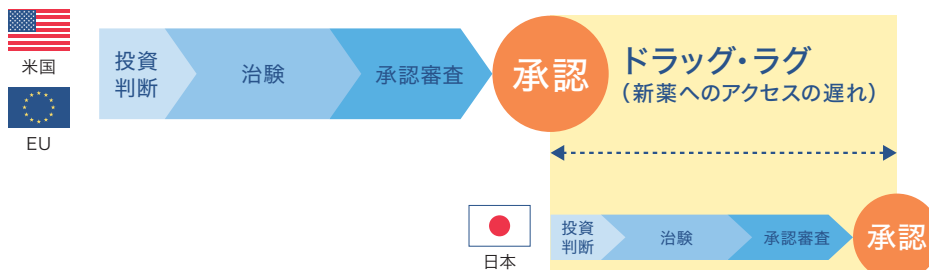 米国
EU
投資
判断
治験
承認審査
承認
ドラッグ・ラグ
（新薬へのアクセスの遅れ）
日本
投資
判断
治験
承認審査
承認